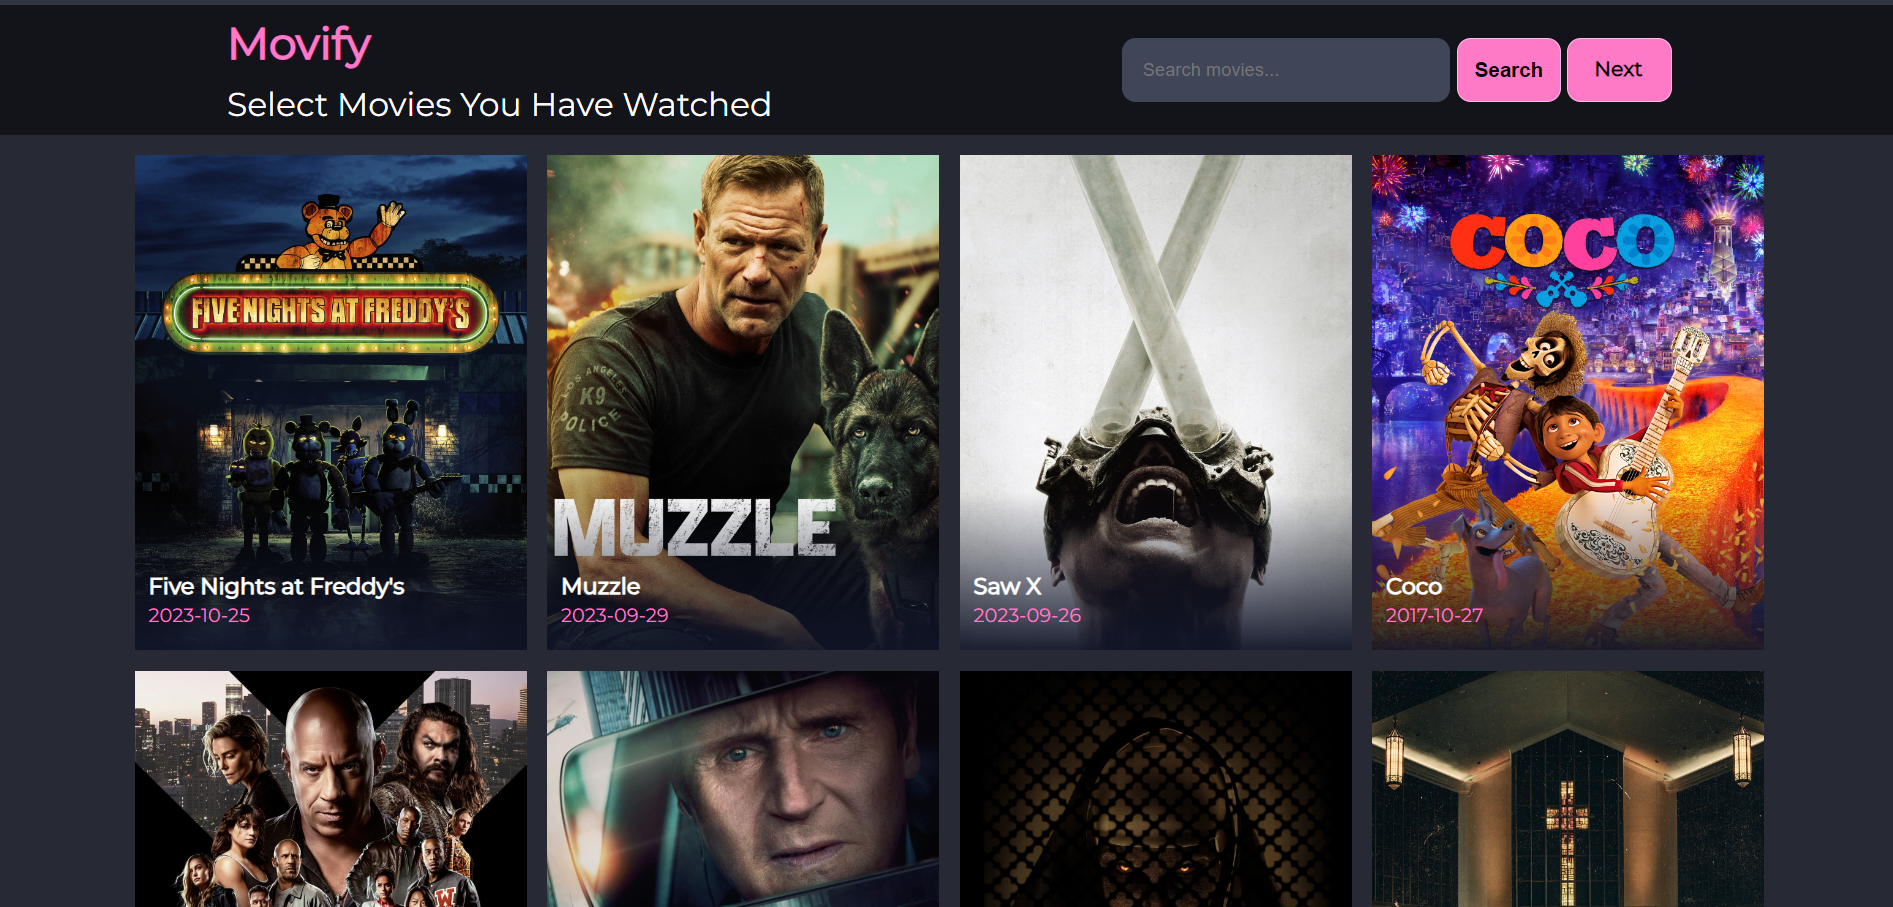 Movify
Select Movies You Have Watched
Search movies...
Search
Next
FIVE NIGHTS AT FREDDY'S
Five Nights at Freddy's
2023-10-25
LOS ANGELES
K9
POLICE
MUZZLE
Muzzle
2023-09-29
Saw X
2023-09-26
COCO
Coco
2017-10-27
W